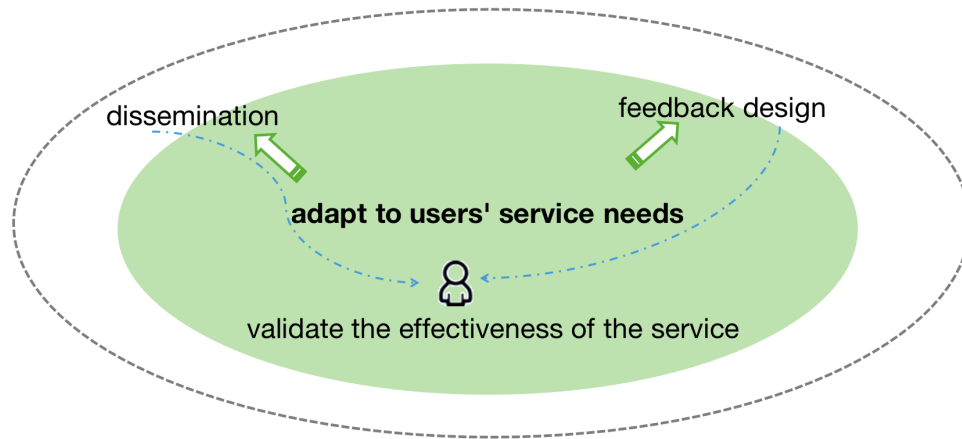 dissemination
feedback design
adapt to users' service needs
validate the effectiveness of the service